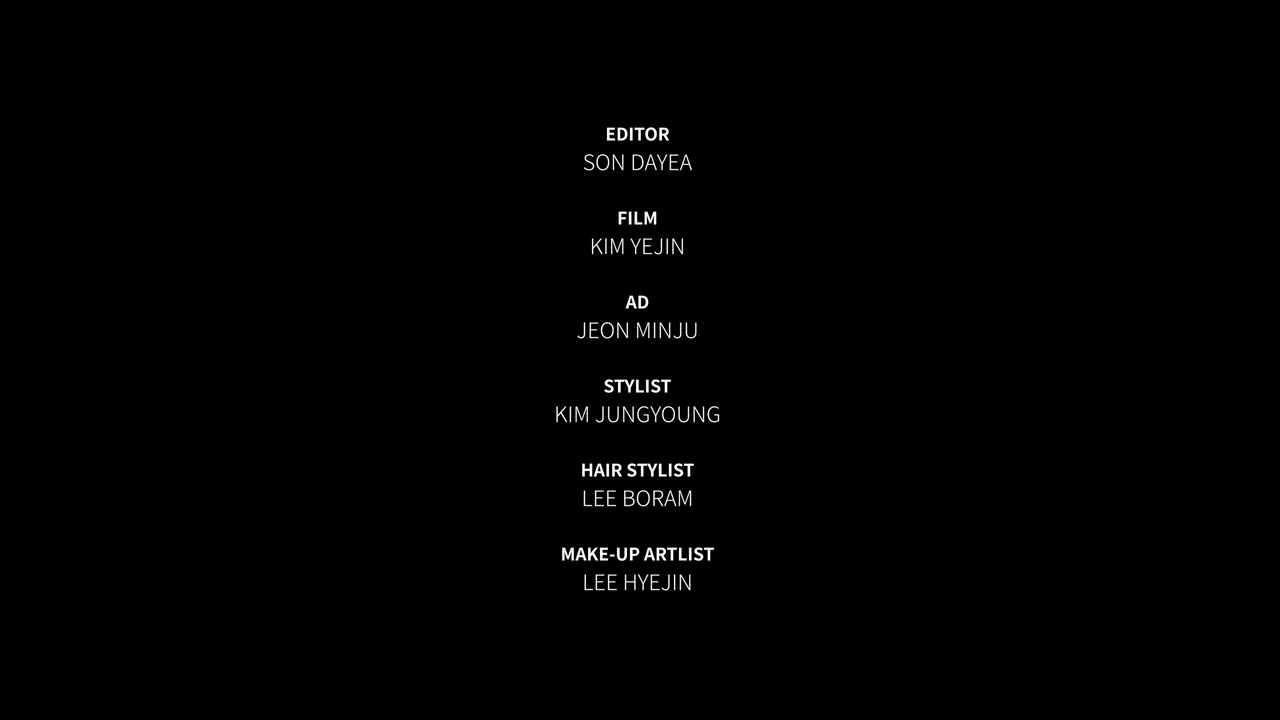 EDITOR
SON DAYEA
FILM
KIM YEJIN
AD
JEON MINJU
STYLIST
KIM JUNGYOUNG
HAIR STYLIST
LEE BORAM
MAKE-UP ARTLIST
LEE HYEJIN